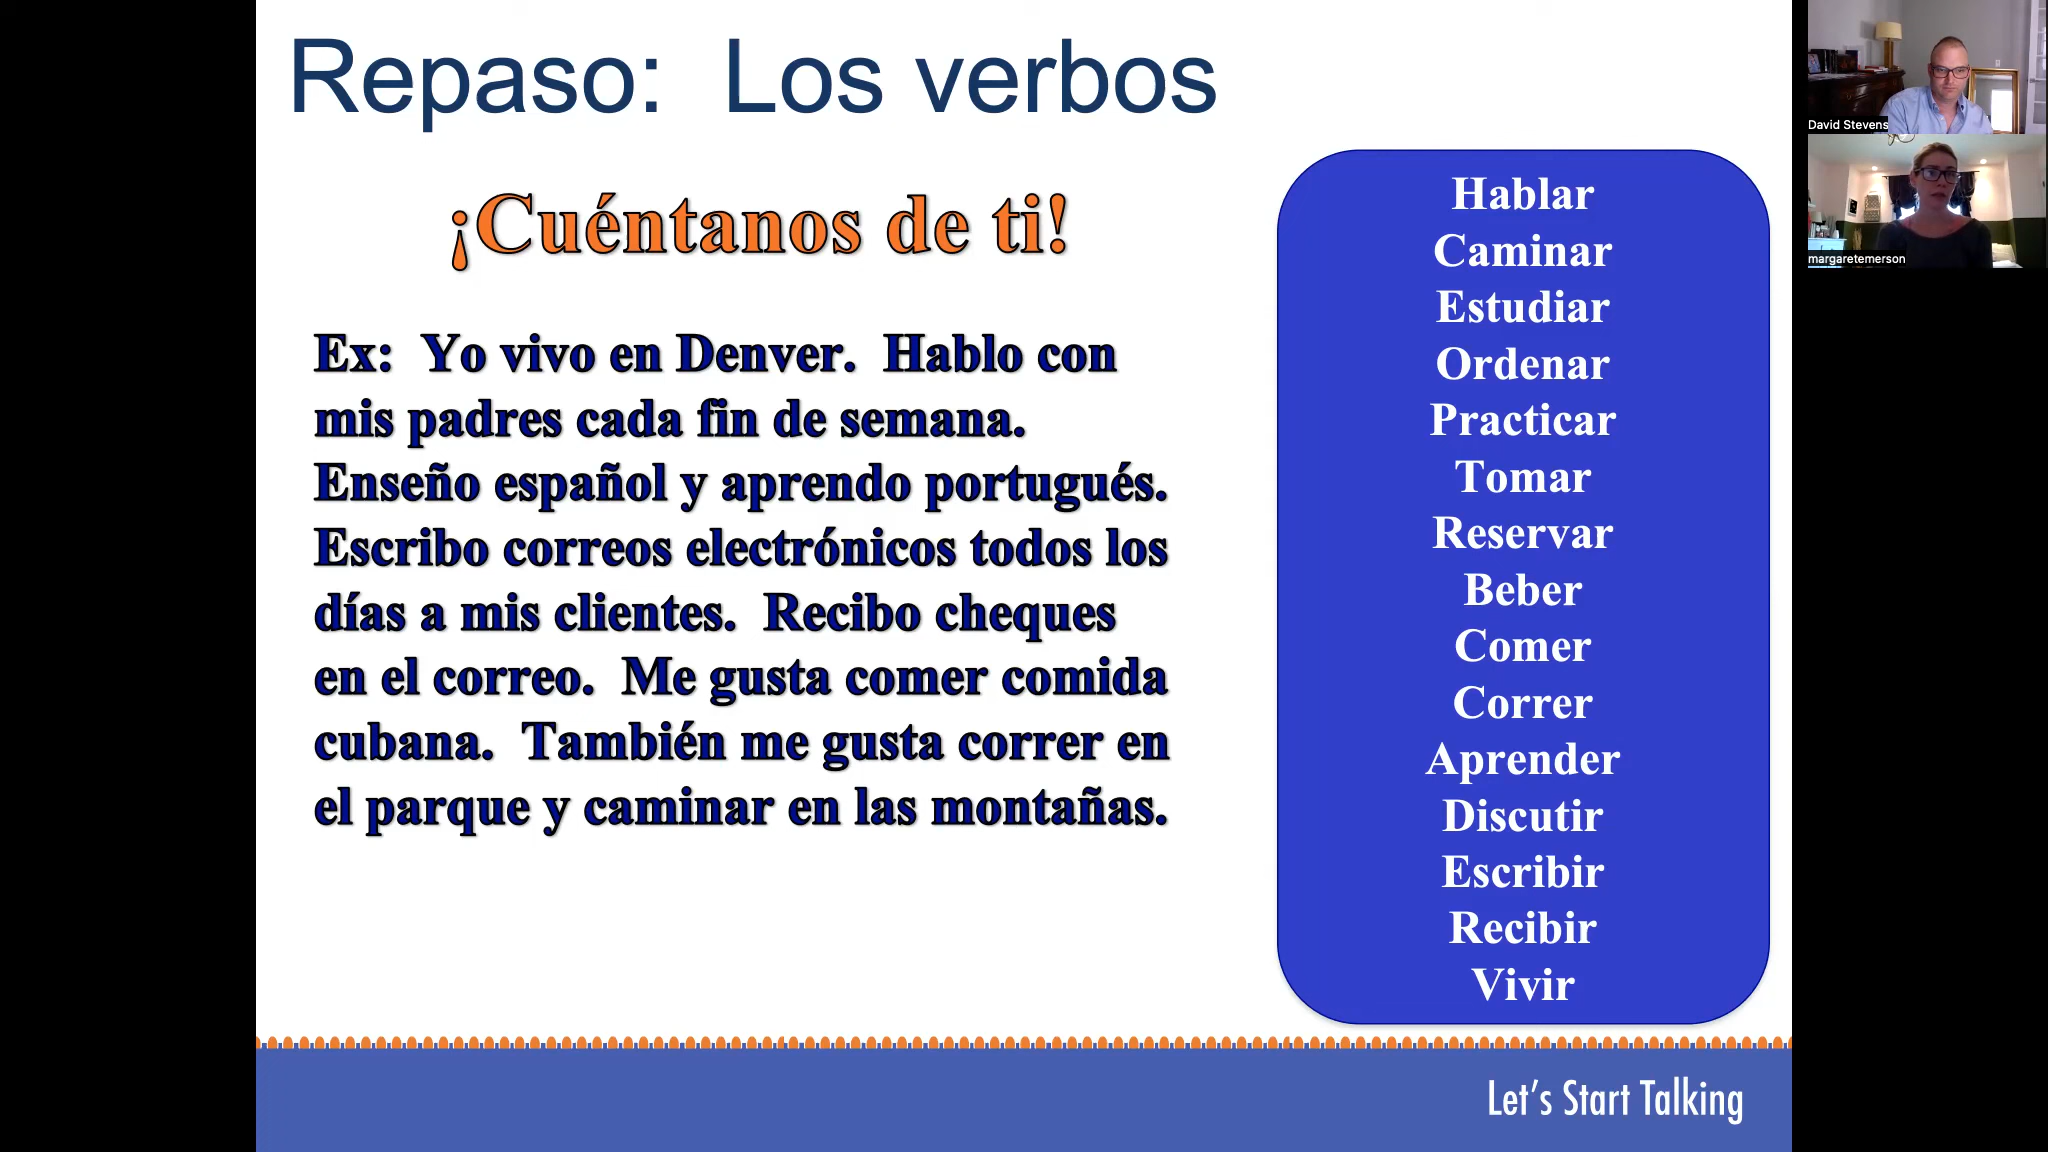 Repaso: Los verbos
¡Cuéntanos de ti!
Ex: Yo vivo en Denver. Hablo con
mis padres cada fin de semana.
Enseño español y aprendo portugués.
Escribo correos electrónicos todos los
días a mis clientes. Recibo cheques
en el correo. Me gusta comer comida
cubana. También me gusta correr en
el parque y caminar en las montañas.
Hablar
Caminar
Estudiar
Ordenar
Practicar
Tomar
Reservar
Beber
Comer
Correr
Aprender
Discutir
Escribir
Recibir
Vivir
Let's Start Talking
David Stevens
margaretemerson